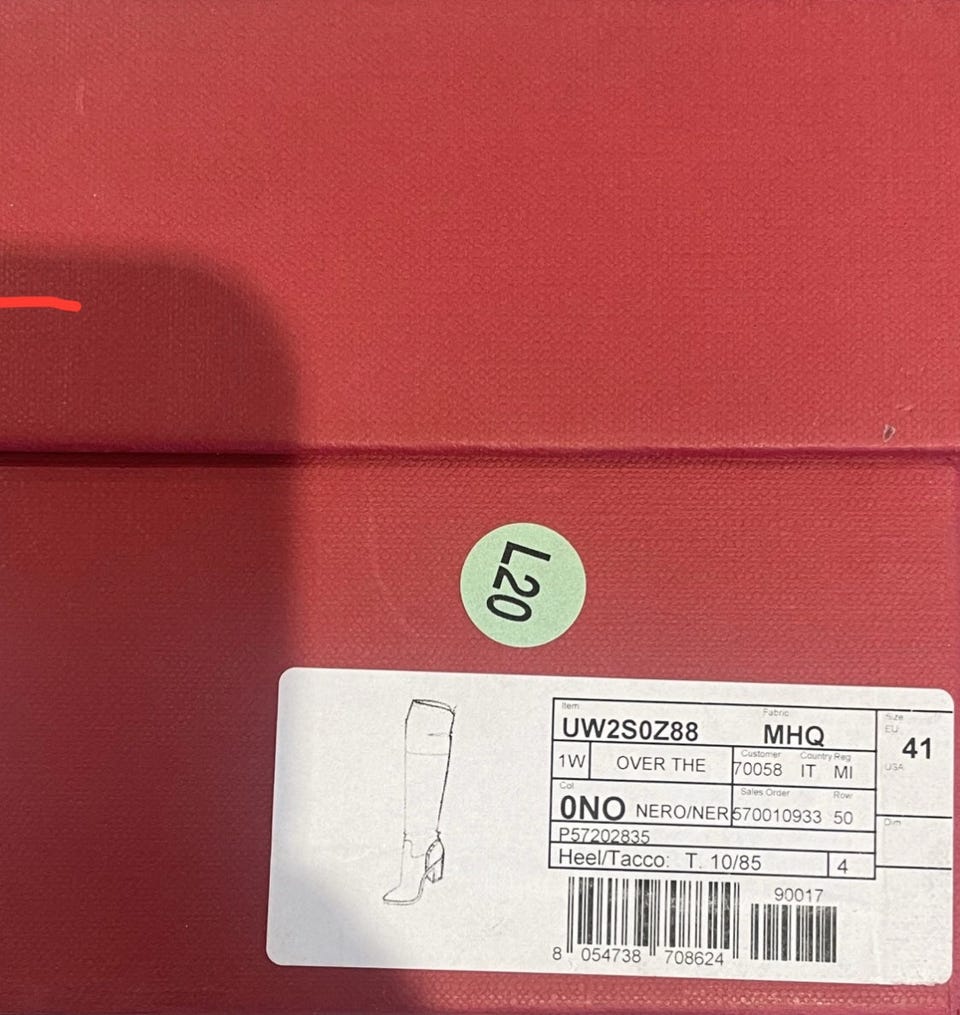 L20
Item Fabric
UW2S0Z88 MHQ
Size
EU
41
USA
1W OVER THE
Customer Country Reg
70058 IT MI
Col
0NO NERO/NER
Sales Order Row
570010933 50
Dim
P57202835
Heel/Tacco: T. 10/85 4
90017
8 054738 708624